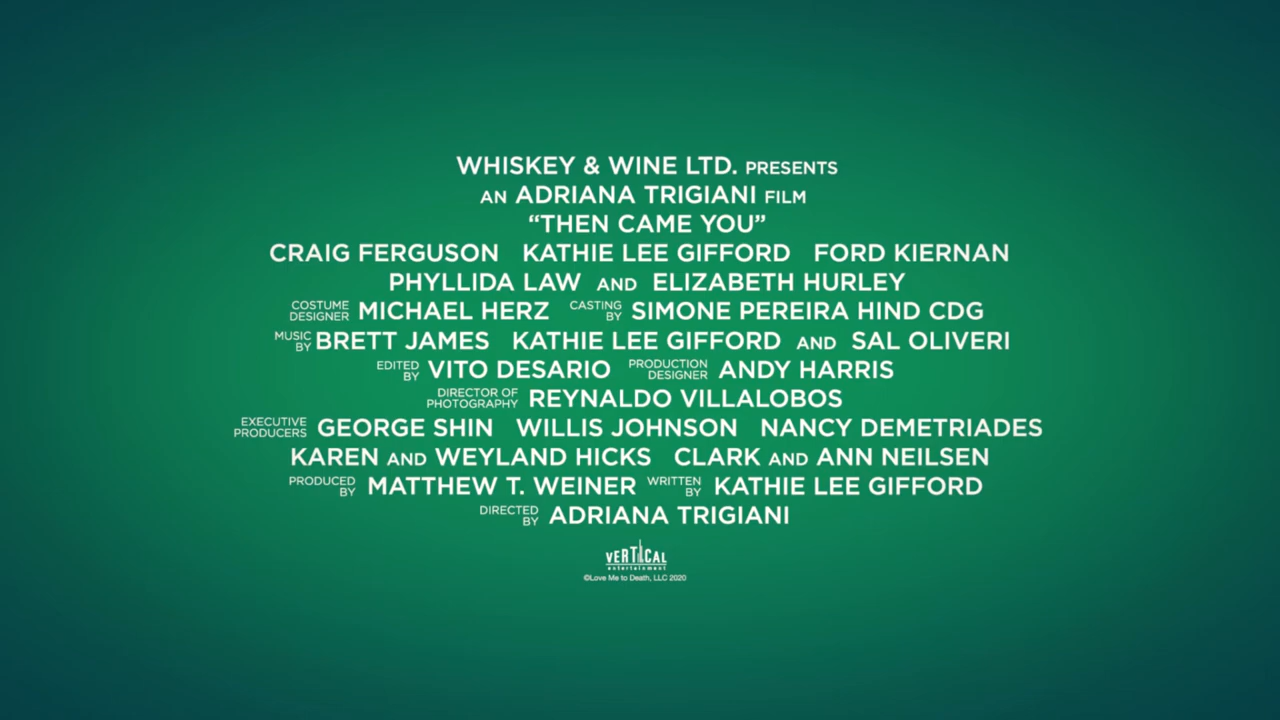 WHISKEY & WINE LTD. PRESENTS
AN ADRIANA TRIGIANI FILM
“THEN CAME YOU”
CRAIG FERGUSON KATHIE LEE GIFFORD FORD KIERNAN
PHYLLIDA LAW AND ELIZABETH HURLEY
COSTUME DESIGNER MICHAEL HERZ CASTING BY SIMONE PEREIRA HIND CDG
MUSIC BY BRETT JAMES KATHIE LEE GIFFORD AND SAL OLIVERI
EDITED BY VITO DESARIO PRODUCTION DESIGNER ANDY HARRIS
DIRECTOR OF PHOTOGRAPHY REYNALDO VILLALOBOS
EXECUTIVE PRODUCERS GEORGE SHIN WILLIS JOHNSON NANCY DEMETRIADES
KAREN AND WEYLAND HICKS CLARK AND ANN NEILSEN
PRODUCED BY MATTHEW T. WEINER WRITTEN BY KATHIE LEE GIFFORD
DIRECTED BY ADRIANA TRIGIANI
VERTICAL
entertainment
©Love Me to Death, LLC 2020